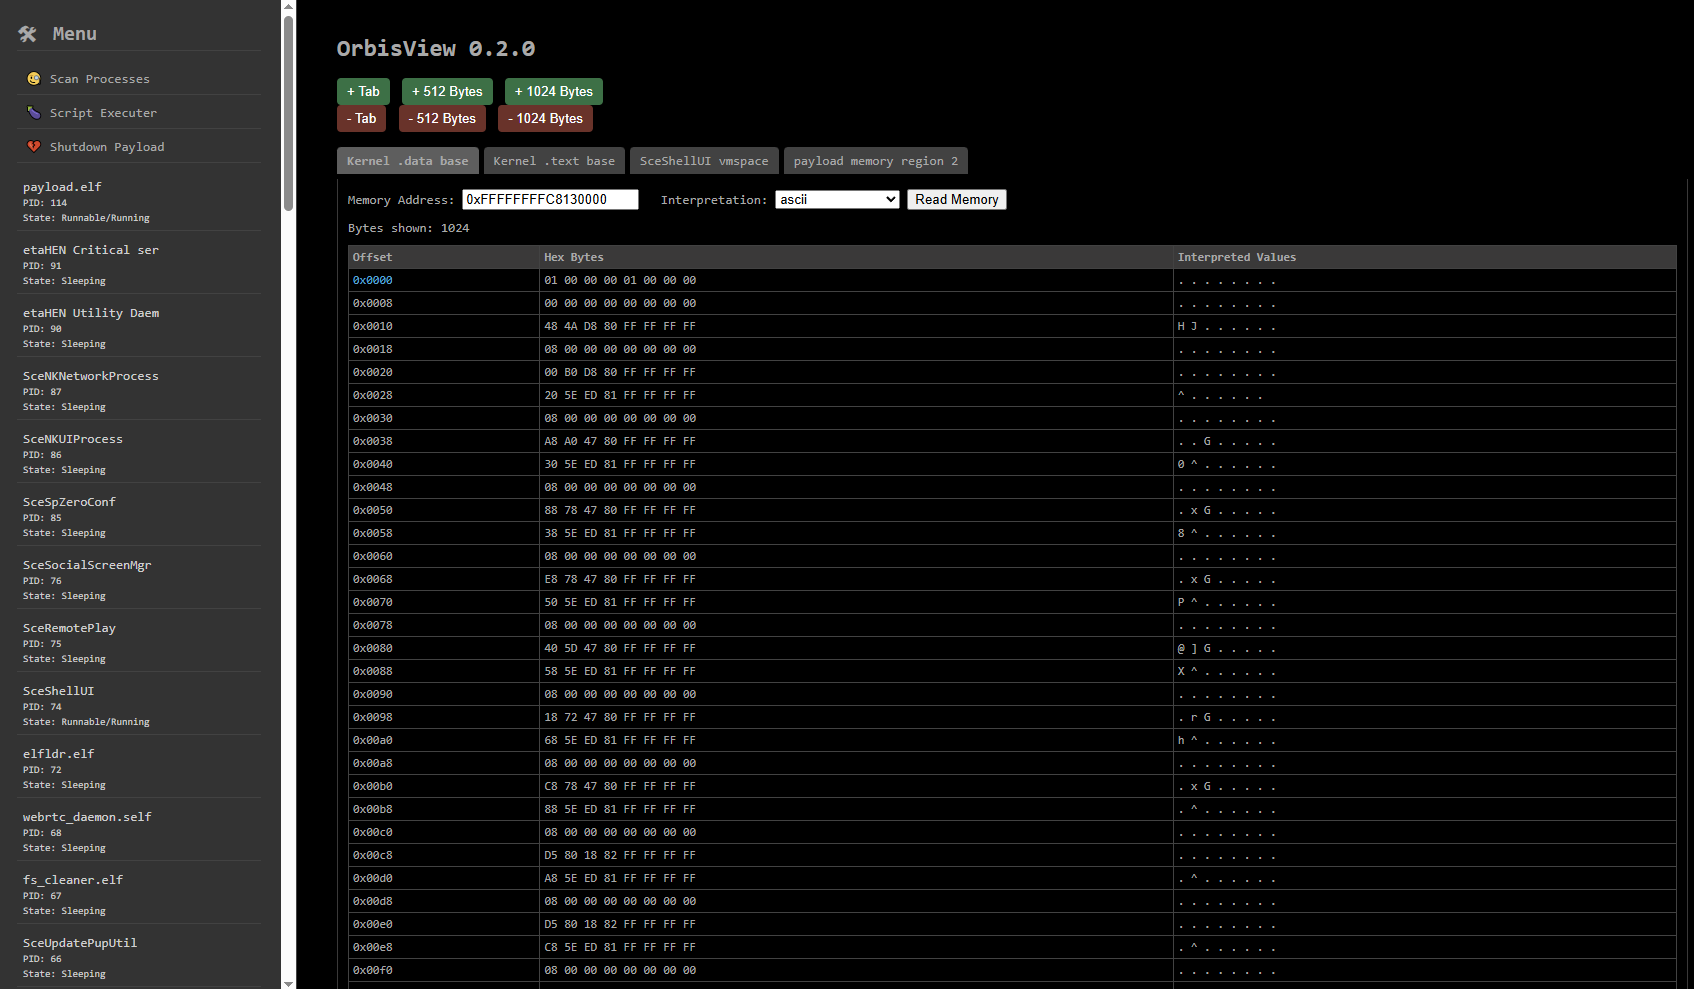 🛠 Menu
Scan Processes
Script Executer
Shutdown Payload
payload.elf
PID: 114
State: Runnable/Running
etaHEN Critical ser
PID: 91
State: Sleeping
etaHEN Utility Daem
PID: 90
State: Sleeping
SceNKNetworkProcess
PID: 87
State: Sleeping
SceNKUIProcess
PID: 86
State: Sleeping
SceSpZeroConf
PID: 85
State: Sleeping
SceSocialScreenMgr
PID: 76
State: Sleeping
SceRemotePlay
PID: 75
State: Sleeping
SceShellUI
PID: 74
State: Runnable/Running
elfldr.elf
PID: 72
State: Sleeping
webrtc_daemon.self
PID: 68
State: Sleeping
fs_cleaner.elf
PID: 67
State: Sleeping
SceUpdatePupUtil
PID: 66
State: Sleeping
OrbisView 0.2.0
+ Tab + 512 Bytes + 1024 Bytes
- Tab - 512 Bytes - 1024 Bytes
Kernel .data base Kernel .text base SceShellUI vmspace payload memory region 2
Memory Address: 0xFFFFFFFFC8130000 Interpretation: ascii Read Memory
Bytes shown: 1024
Offset Hex Bytes Interpreted Values
0x0000 01 00 00 00 01 00 00 00 . . . . . . . .
0x0008 00 00 00 00 00 00 00 00 . . . . . . . .
0x0010 48 4A D8 80 FF FF FF FF H J . . . . . .
0x0018 08 00 00 00 00 00 00 00 . . . . . . . .
0x0020 00 B0 D8 80 FF FF FF FF . . . . . . . .
0x0028 20 5E ED 81 FF FF FF FF ^ . . . . . .
0x0030 08 00 00 00 00 00 00 00 . . . . . . . .
0x0038 A8 A0 47 80 FF FF FF FF . . G . . . . .
0x0040 30 5E ED 81 FF FF FF FF 0 ^ . . . . . .
0x0048 08 00 00 00 00 00 00 00 . . . . . . . .
0x0050 88 78 47 80 FF FF FF FF . x G . . . . .
0x0058 38 5E ED 81 FF FF FF FF 8 ^ . . . . . .
0x0060 08 00 00 00 00 00 00 00 . . . . . . . .
0x0068 E8 78 47 80 FF FF FF FF . x G . . . . .
0x0070 50 5E ED 81 FF FF FF FF P ^ . . . . . .
0x0078 08 00 00 00 00 00 00 00 . . . . . . . .
0x0080 40 5D 47 80 FF FF FF FF @ ] G . . . . .
0x0088 58 5E ED 81 FF FF FF FF X ^ . . . . . .
0x0090 08 00 00 00 00 00 00 00 . . . . . . . .
0x0098 18 72 47 80 FF FF FF FF . r G . . . . .
0x00a0 68 5E ED 81 FF FF FF FF h ^ . . . . . .
0x00a8 08 00 00 00 00 00 00 00 . . . . . . . .
0x00b0 C8 78 47 80 FF FF FF FF . x G . . . . .
0x00b8 88 5E ED 81 FF FF FF FF . ^ . . . . . .
0x00c0 08 00 00 00 00 00 00 00 . . . . . . . .
0x00c8 D5 80 18 82 FF FF FF FF . . . . . . . .
0x00d0 A8 5E ED 81 FF FF FF FF . ^ . . . . . .
0x00d8 08 00 00 00 00 00 00 00 . . . . . . . .
0x00e0 D5 80 18 82 FF FF FF FF . . . . . . . .
0x00e8 C8 5E ED 81 FF FF FF FF . ^ . . . . . .
0x00f0 08 00 00 00 00 00 00 00 . . . . . . . .